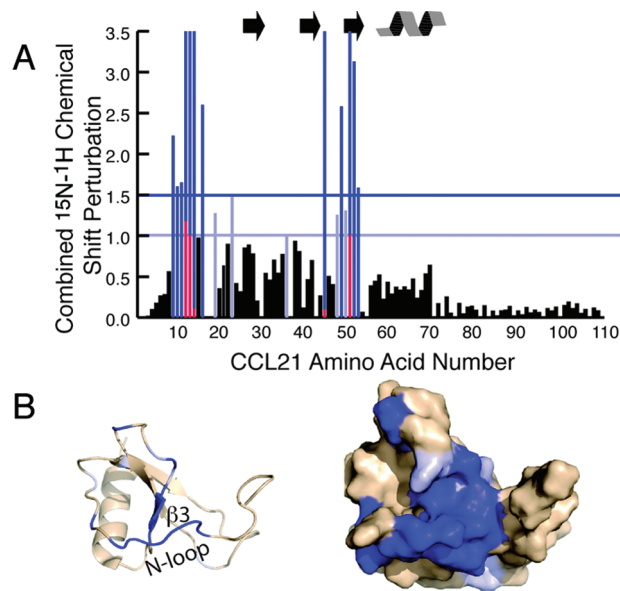 A
Combined ¹⁵N-¹H Chemical
Shift Perturbation
3.5
3.0
2.5
2.0
1.5
1.0
0.5
0.0
10 20 30 40 50 60 70 80 90 100 110
CCL21 Amino Acid Number
B
β3
N-loop